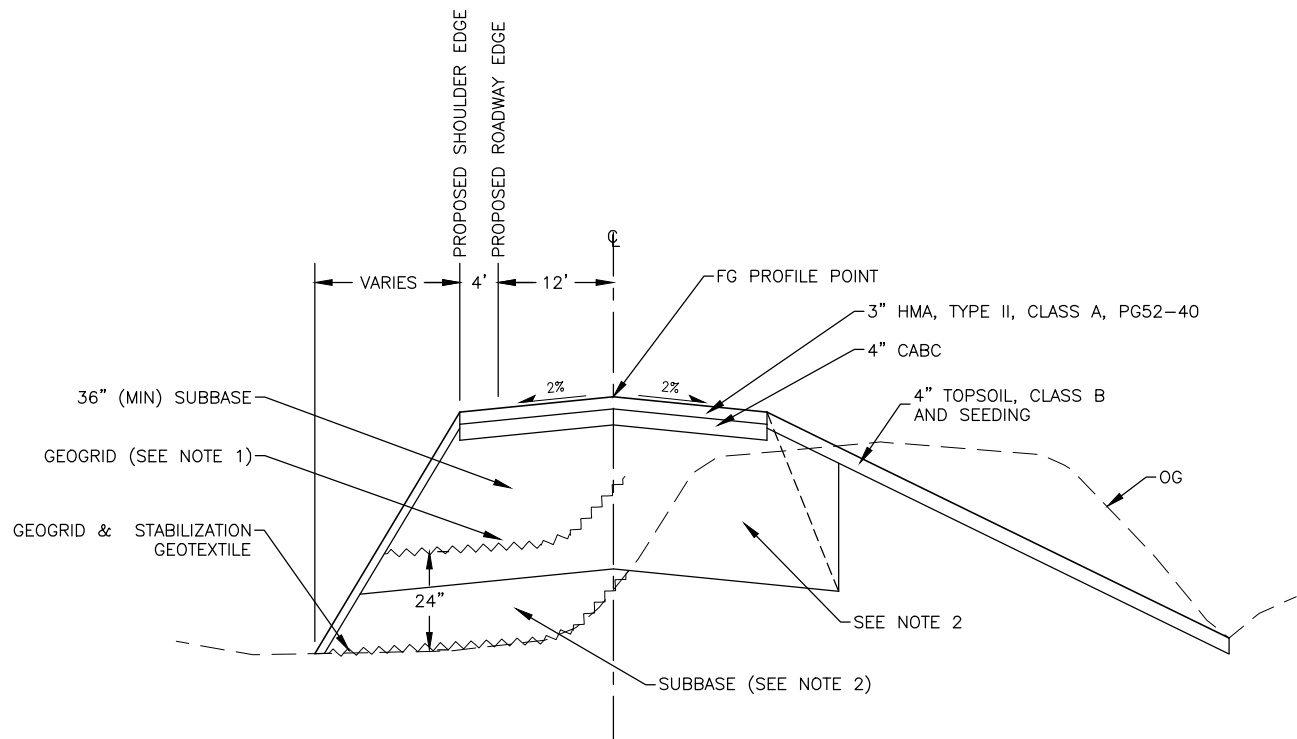 PROPOSED SHOULDER EDGE
PROPOSED ROADWAY EDGE
℄
VARIES
4'
12'
FG PROFILE POINT
3" HMA, TYPE II, CLASS A, PG52-40
4" CABC
2%
2%
36" (MIN) SUBBASE
4" TOPSOIL, CLASS B
AND SEEDING
GEOGRID (SEE NOTE 1)
OG
GEOGRID & STABILIZATION
GEOTEXTILE
24"
SEE NOTE 2
SUBBASE (SEE NOTE 2)